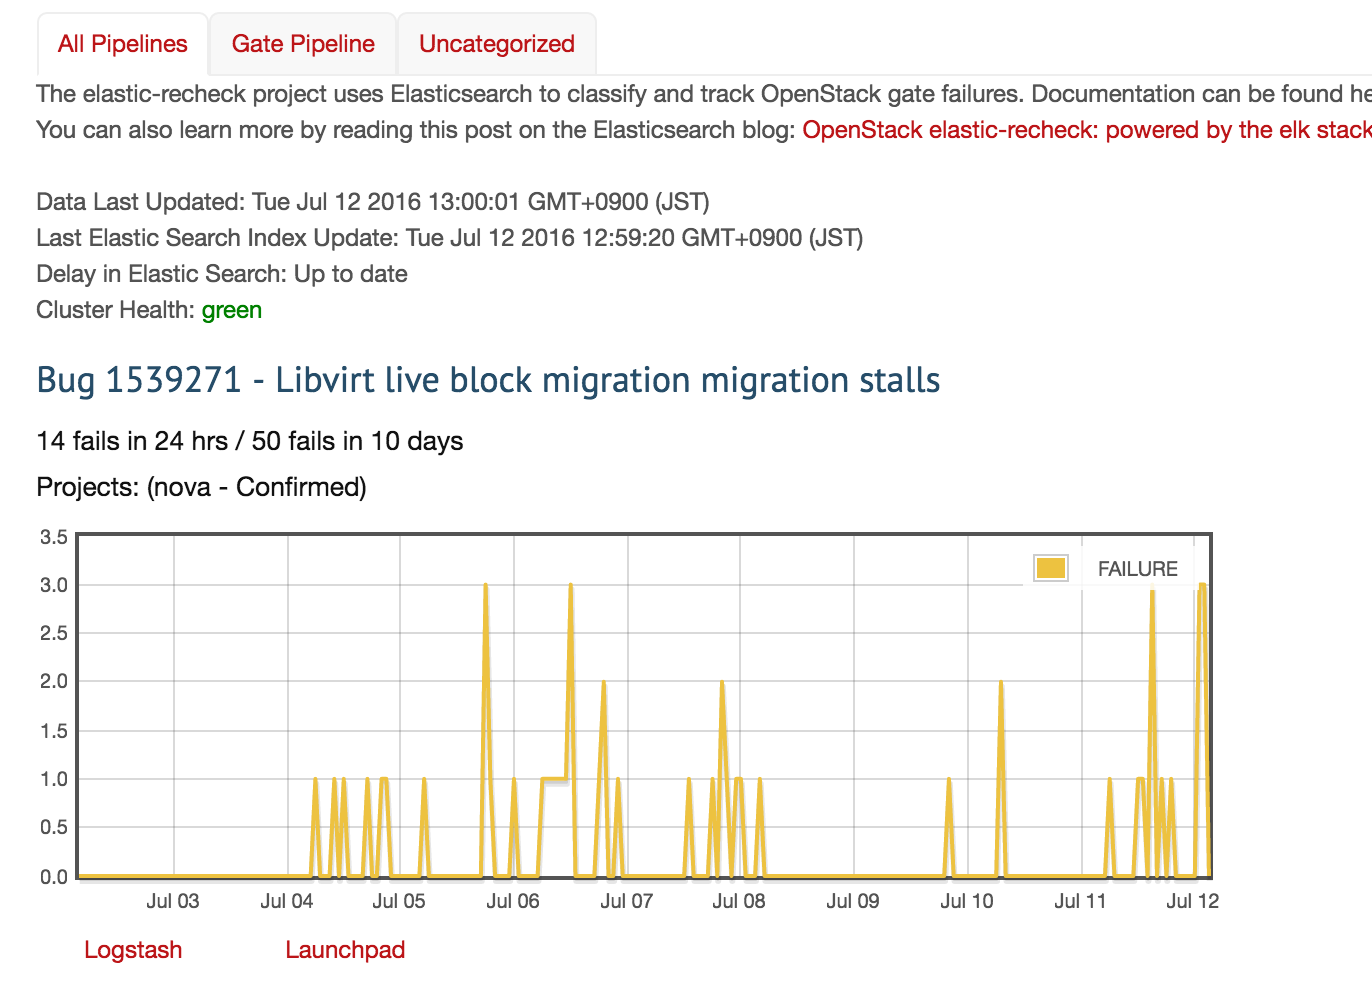 All Pipelines Gate Pipeline Uncategorized
The elastic-recheck project uses Elasticsearch to classify and track OpenStack gate failures. Documentation can be found he
You can also learn more by reading this post on the Elasticsearch blog: OpenStack elastic-recheck: powered by the elk stack
Data Last Updated: Tue Jul 12 2016 13:00:01 GMT+0900 (JST)
Last Elastic Search Index Update: Tue Jul 12 2016 12:59:20 GMT+0900 (JST)
Delay in Elastic Search: Up to date
Cluster Health: green
Bug 1539271 - Libvirt live block migration migration stalls
14 fails in 24 hrs / 50 fails in 10 days
Projects: (nova - Confirmed)
3.5
3.0
2.5
2.0
1.5
1.0
0.5
0.0
FAILURE
Jul 03 Jul 04 Jul 05 Jul 06 Jul 07 Jul 08 Jul 09 Jul 10 Jul 11 Jul 12
Logstash Launchpad